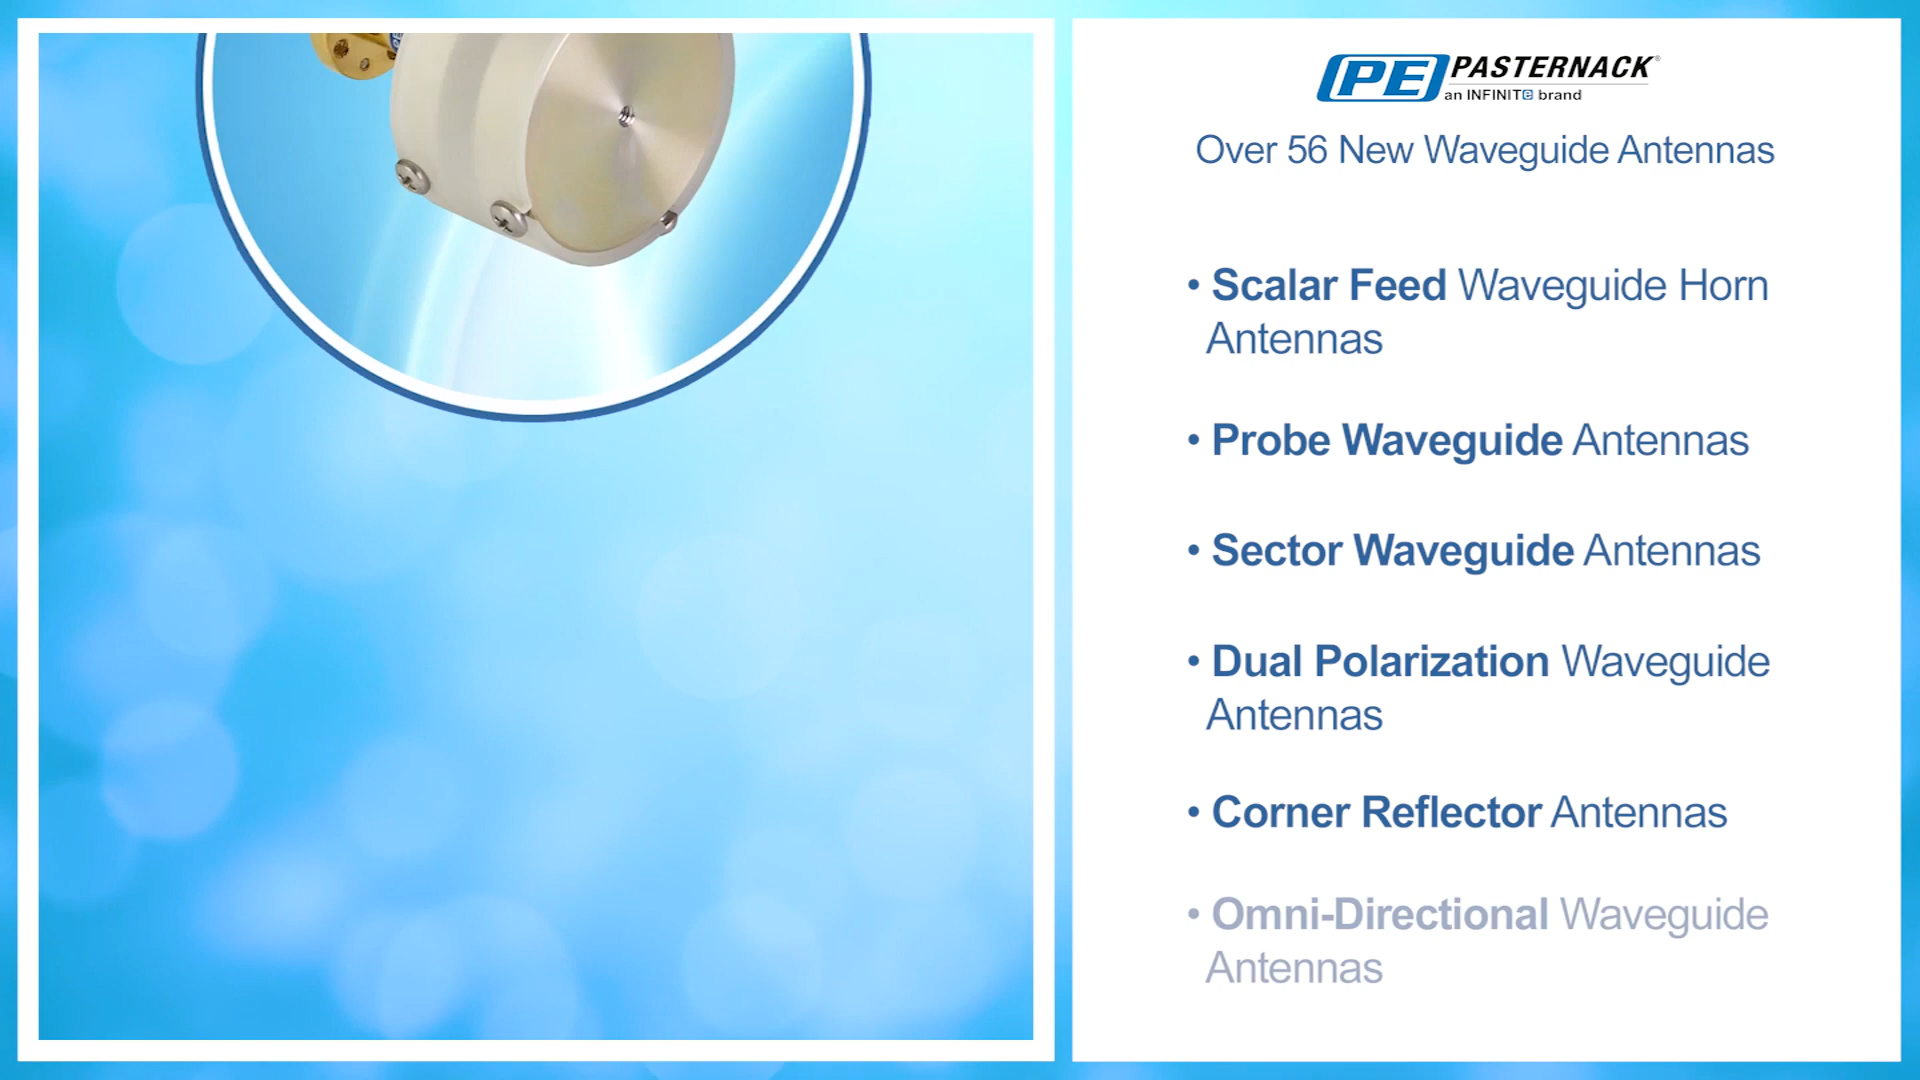 PE PASTERNACK®
an INFINITe brand
Over 56 New Waveguide Antennas
• Scalar Feed Waveguide Horn
Antennas
• Probe Waveguide Antennas
• Sector Waveguide Antennas
• Dual Polarization Waveguide
Antennas
• Corner Reflector Antennas
• Omni-Directional Waveguide
Antennas